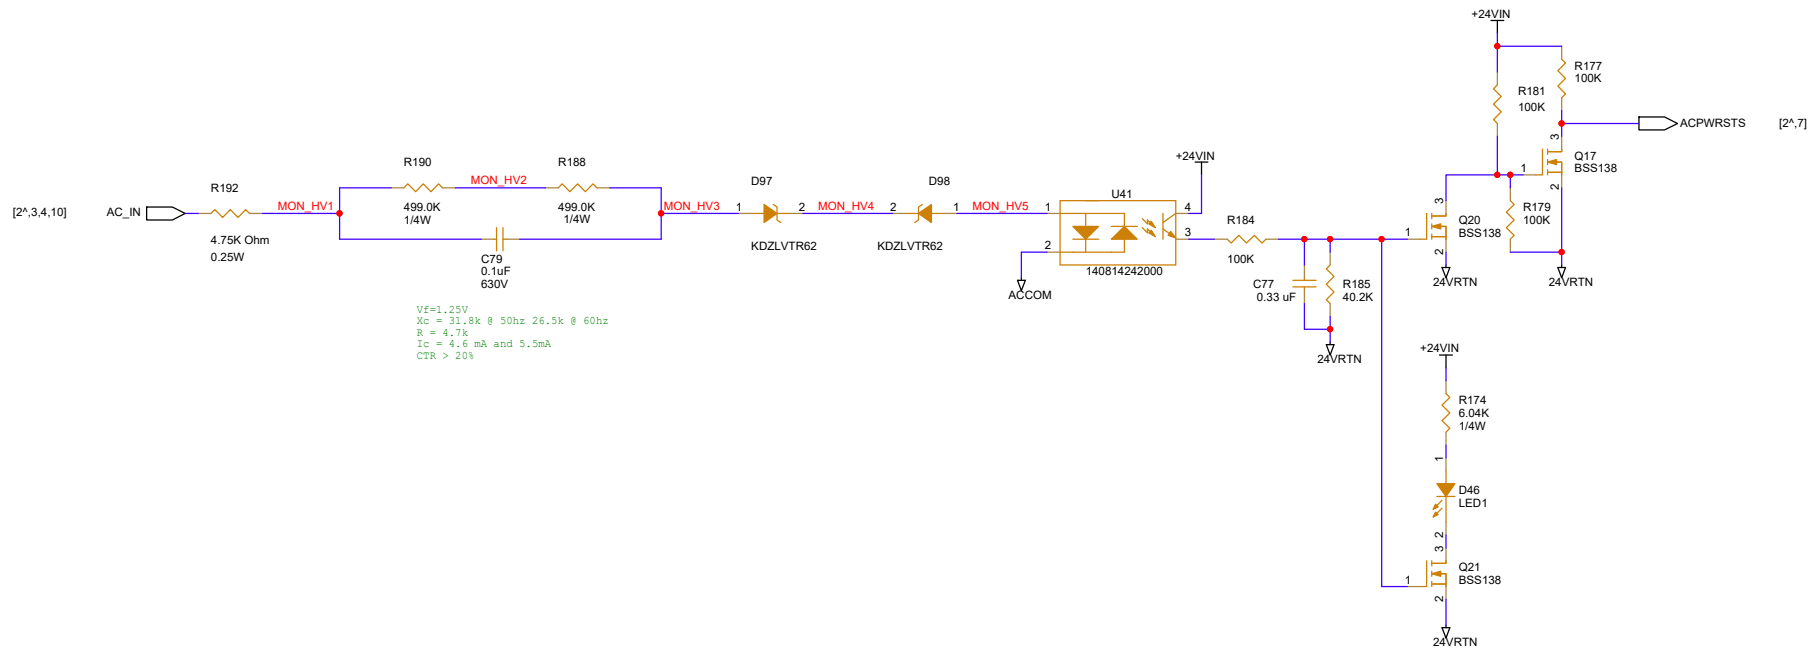 +24VIN
R177
100K
R181
100K
3
ACPWRSTS
[2^,7]
+24VIN
1
Q17
BSS138
2
R190
R188
R192
MON_HV2
D97
D98
U41
[2^,3,4,10]
AC_IN
MON_HV1
499.0K
1/4W
499.0K
1/4W
MON_HV3
1
2
MON_HV4
2
1
MON_HV5
1
4
R184
3
R179
100K
4.75K Ohm
0.25W
KDZLVTR62
KDZLVTR62
2
3
1
Q20
BSS138
2
C79
0.1uF
630V
140814242000
100K
C77
0.33 uF
R185
40.2K
24VRTN
24VRTN
ACCOM
Vf=1.25V
Xc = 31.8k @ 50hz 26.5k @ 60hz
R = 4.7k
Ic = 4.6 mA and 5.5mA
CTR > 20%
24VRTN
+24VIN
R174
6.04K
1/4W
1
D46
LED1
2
3
1
Q21
BSS138
2
24VRTN